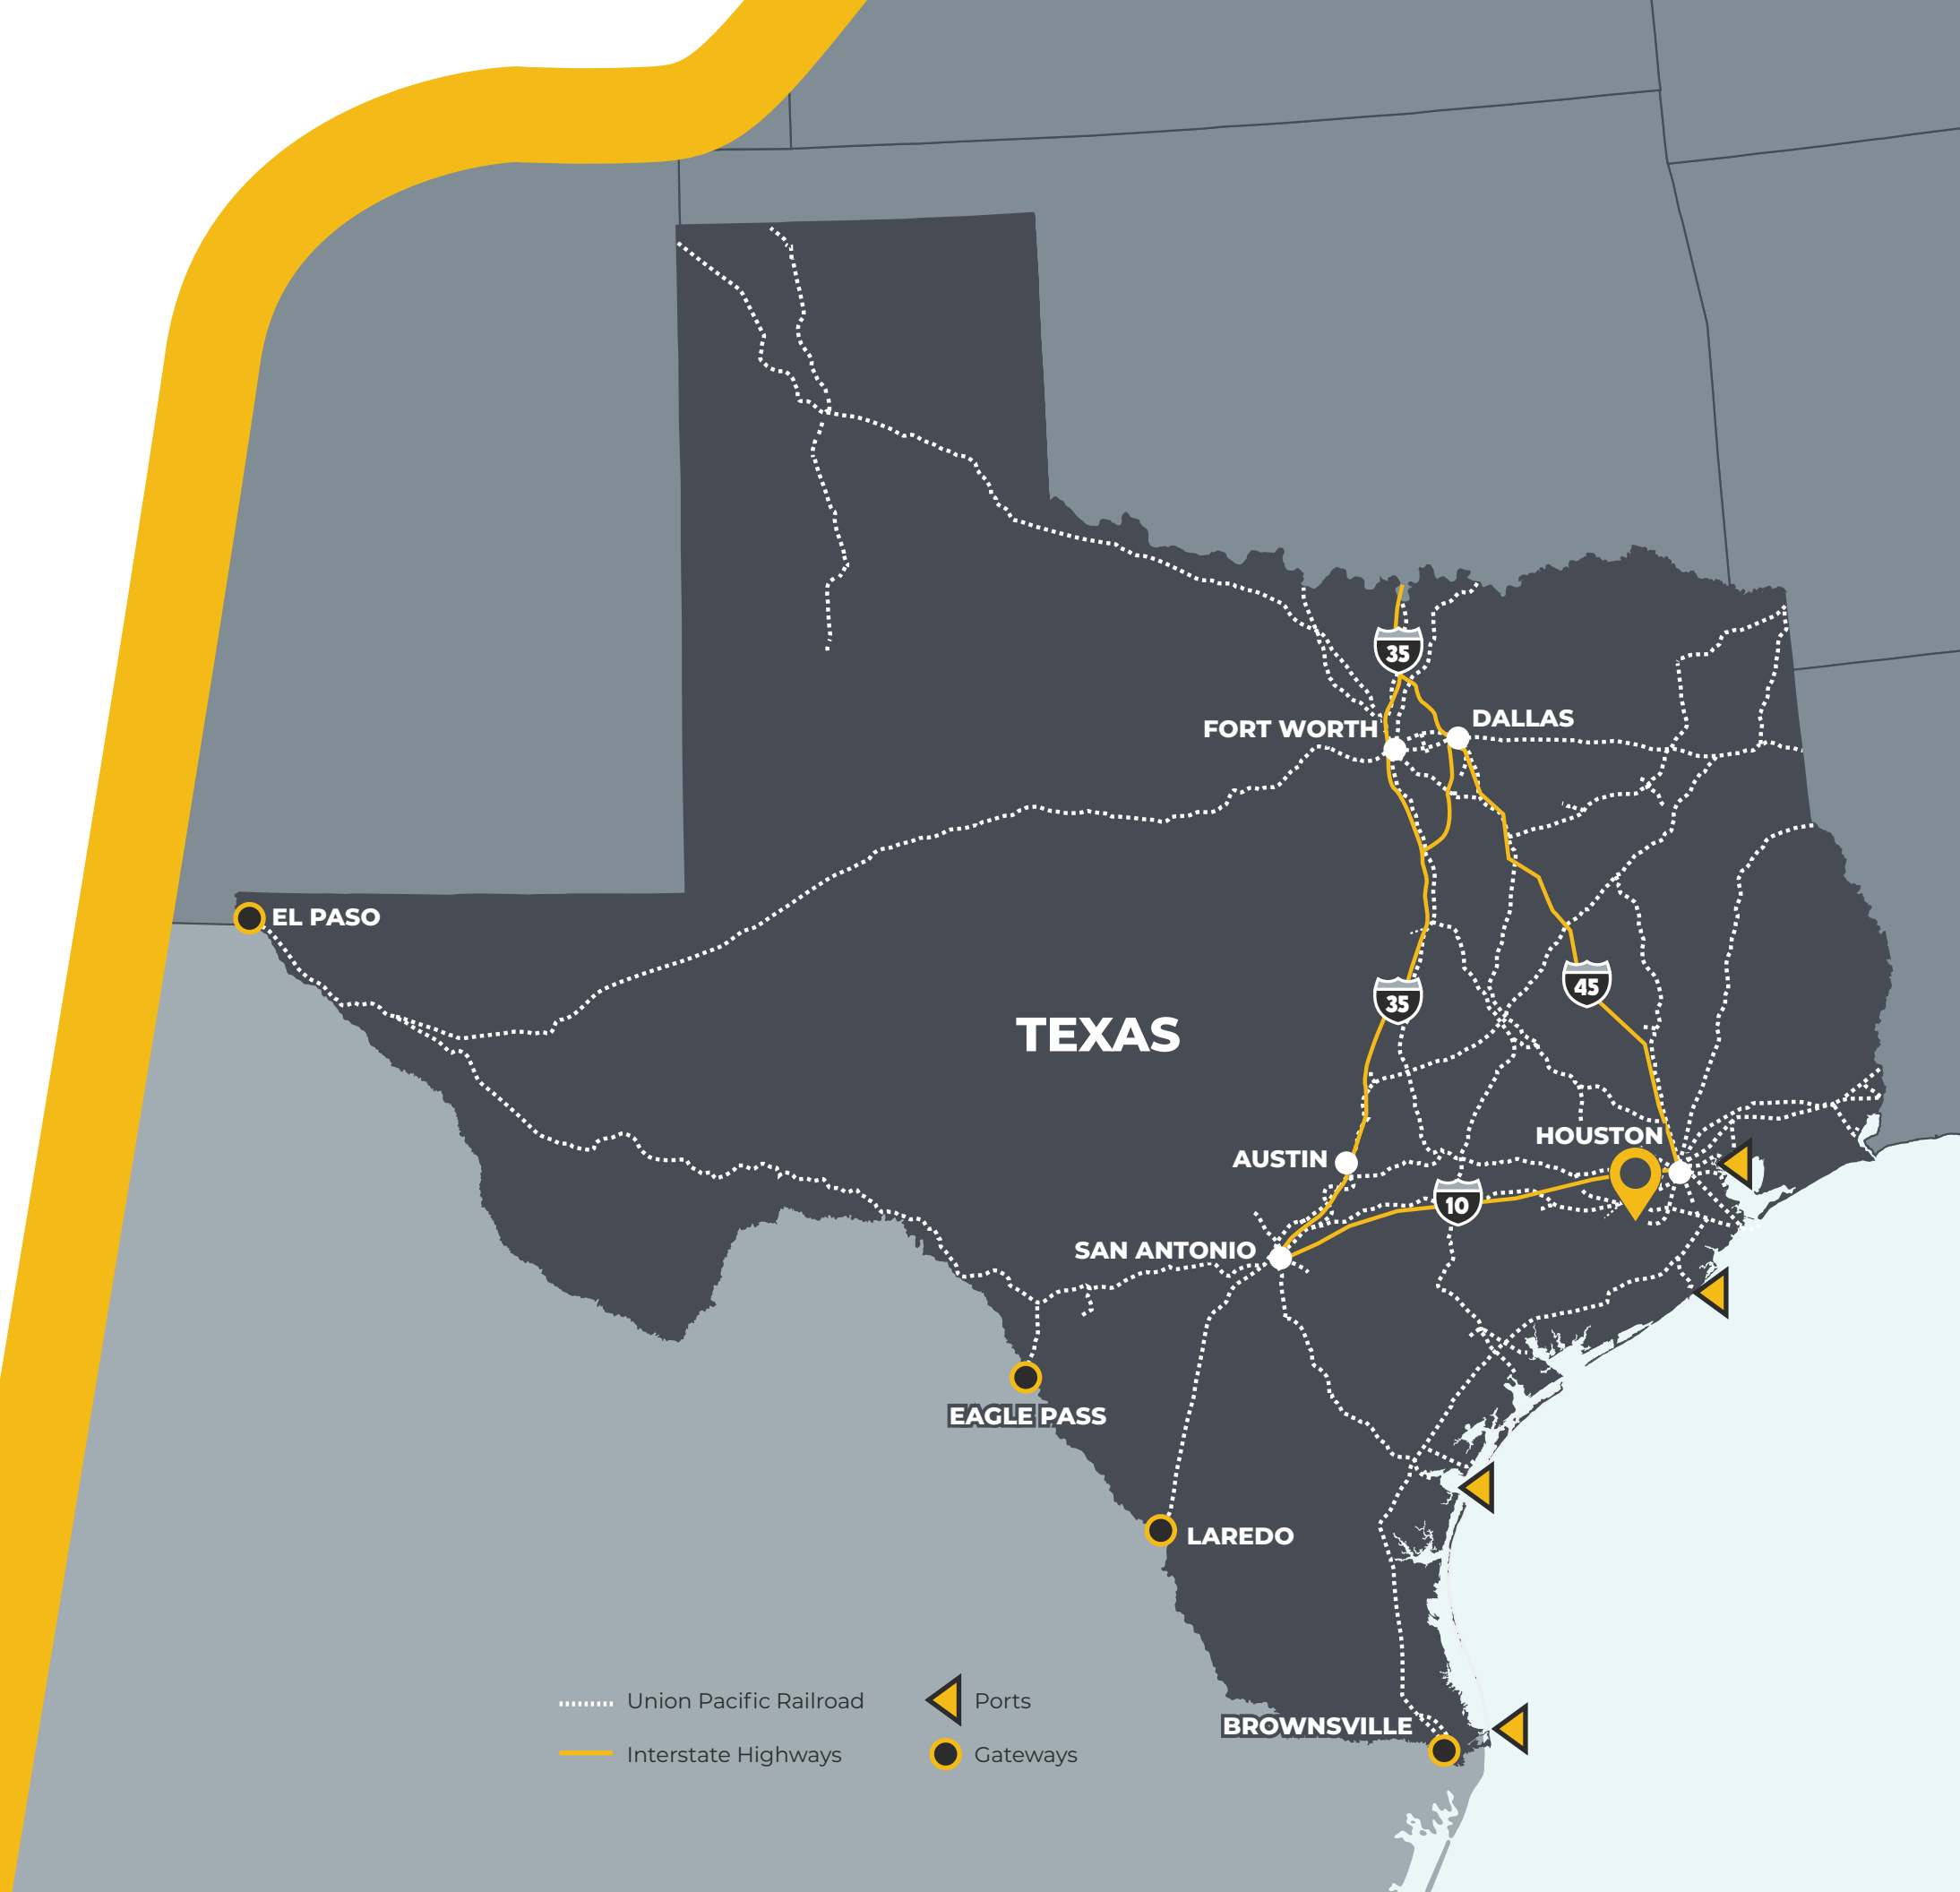 35
FORT WORTH
DALLAS
EL PASO
35
45
TEXAS
HOUSTON
AUSTIN
10
SAN ANTONIO
EAGLE PASS
LAREDO
Union Pacific Railroad
Ports
BROWNSVILLE
Interstate Highways
Gateways